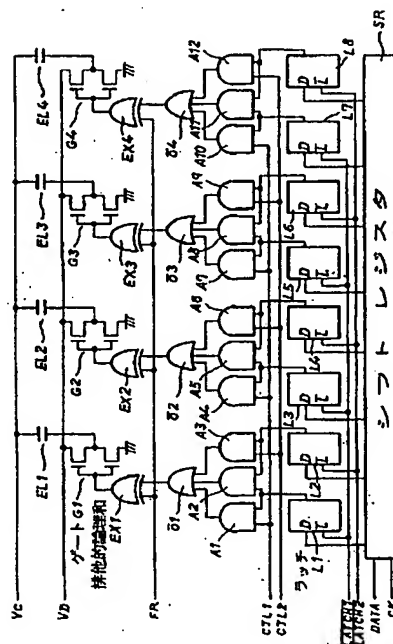 EL1 EL2 EL3 EL4
VC
VD
ゲート G1 G2 G3 G4
排他的論理和
EX1 EX2 EX3 EX4
FR
O1 O2 O3 O4
A1 A2 A3 A4 A5 A6 A7 A8 A9 A10 A11 A12
CTL1
CTL2
ラッチ
L1 L2 L3 L4 L5 L6 L7 L8
D D D D D D D D
L L L L L L L L
LATCH1
LATCH2
シフトレジスタ
SR
DATA
CK